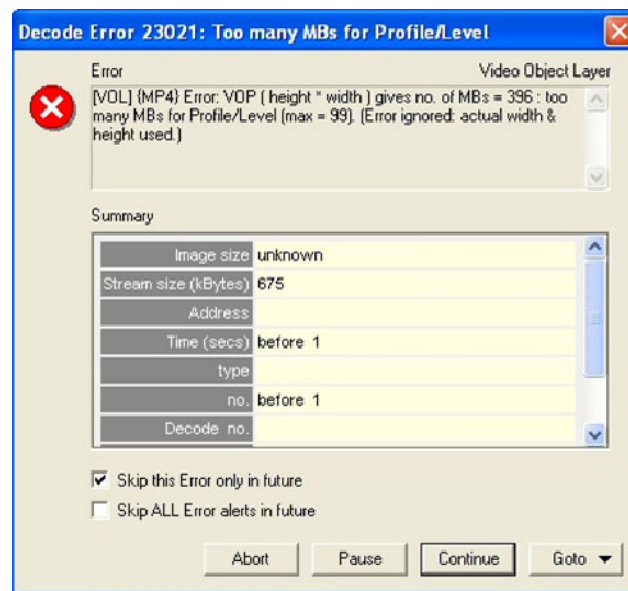 Decode Error 23021: Too many MBs for Profile/Level
Error
Video Object Layer
[VOL] {MP4} Error: VOP ( height * width ) gives no. of MBs = 396 : too
many MBs for Profile/Level (max = 99). (Error ignored: actual width &
height used.)
Summary
Image size unknown
Stream size (kBytes) 675
Address
Time (secs) before 1
type
no. before 1
Decode no.
Skip this Error only in future
Skip ALL Error alerts in future
Abort Pause Continue Goto